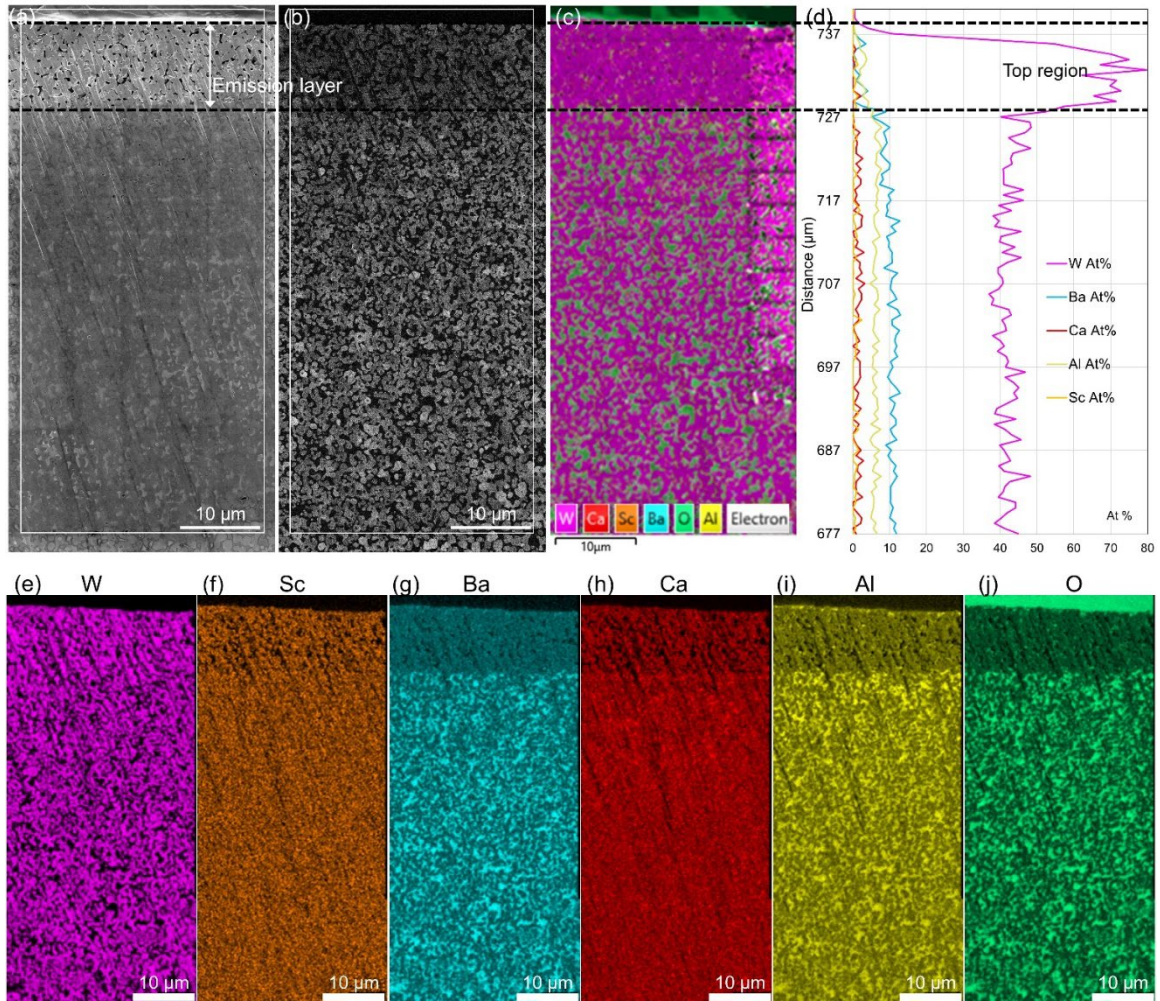 (a)
Emission layer
10 µm
(b)
10 µm
(c)
W Ca Sc Ba O Al Electron
10µm
(d)
737
727
717
707
697
687
677
Distance (µm)
Top region
W At%
Ba At%
Ca At%
Al At%
Sc At%
At %
0 10 20 30 40 50 60 70 80
(e) W
10 µm
(f) Sc
10 µm
(g) Ba
10 µm
(h) Ca
10 µm
(i) Al
10 µm
(j) O
10 µm